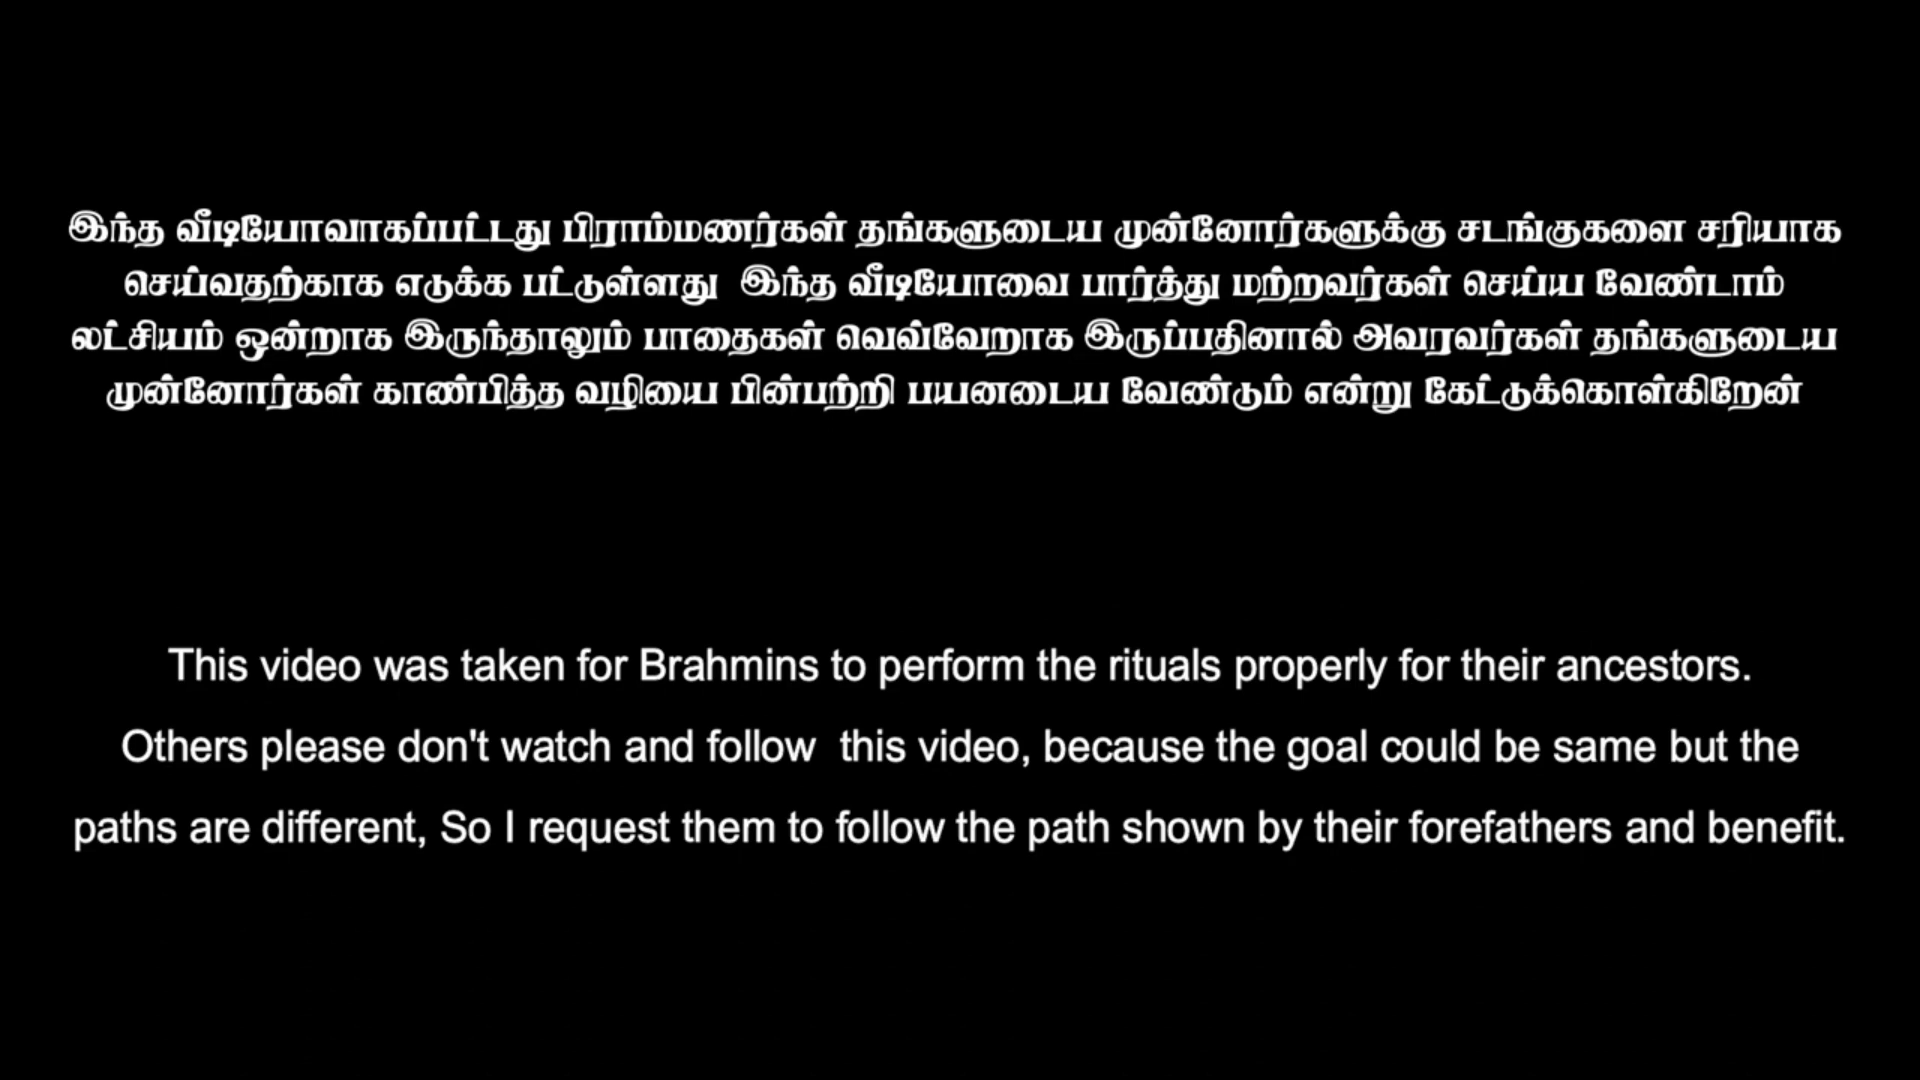 இந்த வீடியோவாகப்பட்டது பிராம்மணர்கள் தங்களுடைய முன்னோர்களுக்கு சடங்குகளை சரியாக
செய்வதற்காக எடுக்க பட்டுள்ளது  இந்த வீடியோவை பார்த்து மற்றவர்கள் செய்ய வேண்டாம்
லட்சியம் ஒன்றாக இருந்தாலும் பாதைகள் வெவ்வேறாக இருப்பதினால் அவரவர்கள் தங்களுடைய
முன்னோர்கள் காண்பித்த வழியை பின்பற்றி பயனடைய வேண்டும் என்று கேட்டுக்கொள்கிறேன்
This video was taken for Brahmins to perform the rituals properly for their ancestors.
Others please don't watch and follow  this video, because the goal could be same but the
paths are different, So I request them to follow the path shown by their forefathers and benefit.